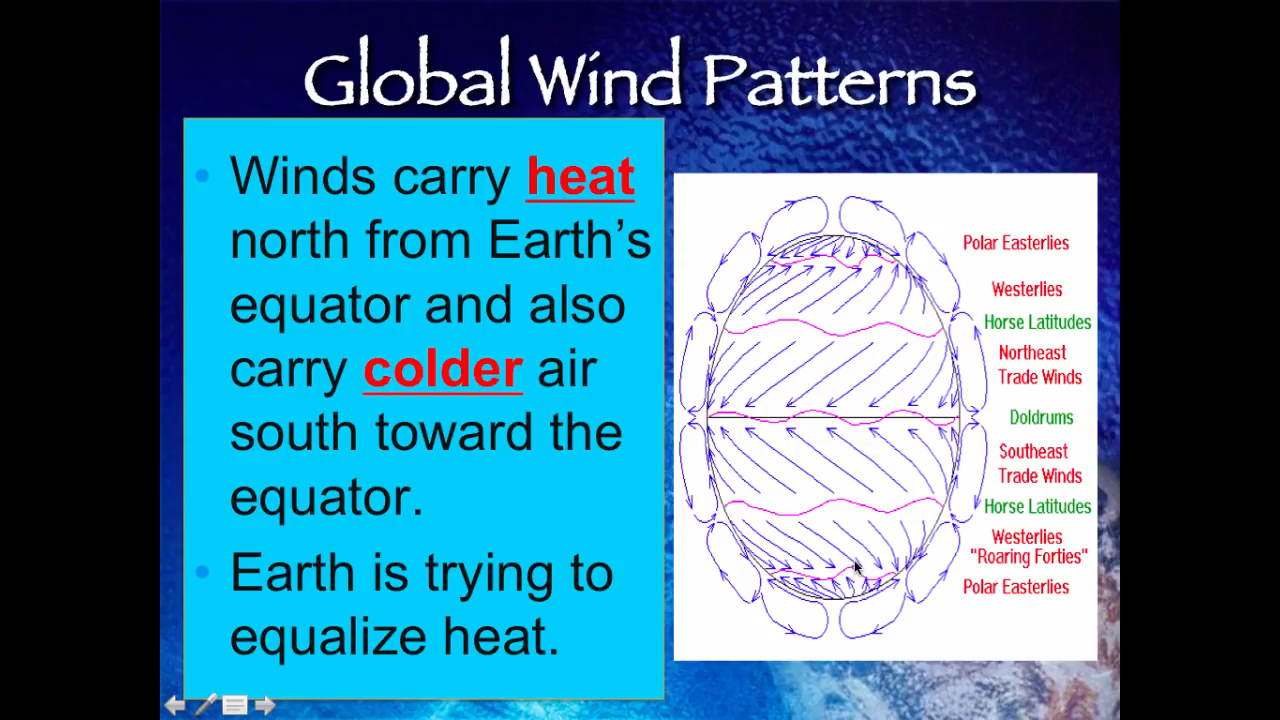 Global Wind Patterns
• Winds carry heat
north from Earth’s
equator and also
carry colder air
south toward the
equator.
• Earth is trying to
equalize heat.
Polar Easterlies
Westerlies
Horse Latitudes
Northeast
Trade Winds
Doldrums
Southeast
Trade Winds
Horse Latitudes
Westerlies
"Roaring Forties"
Polar Easterlies